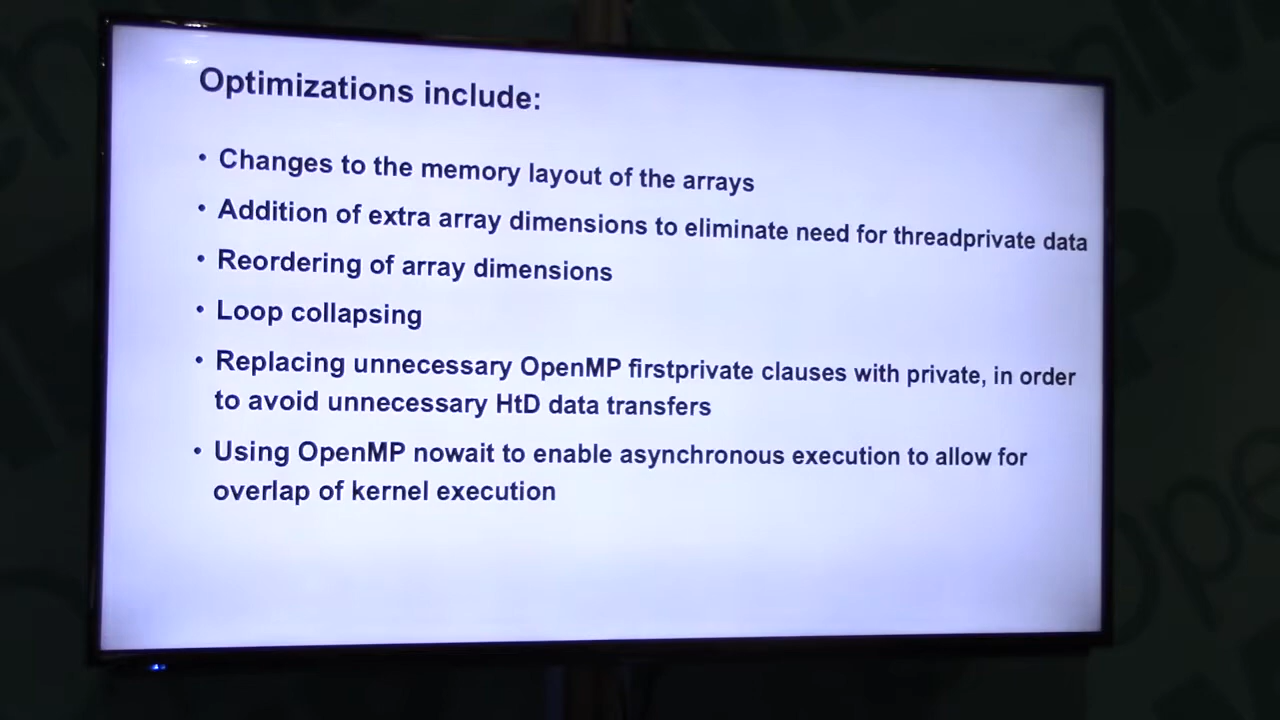 Optimizations include:
• Changes to the memory layout of the arrays
• Addition of extra array dimensions to eliminate need for threadprivate data
• Reordering of array dimensions
• Loop collapsing
• Replacing unnecessary OpenMP firstprivate clauses with private, in order
to avoid unnecessary HtD data transfers
• Using OpenMP nowait to enable asynchronous execution to allow for
overlap of kernel execution